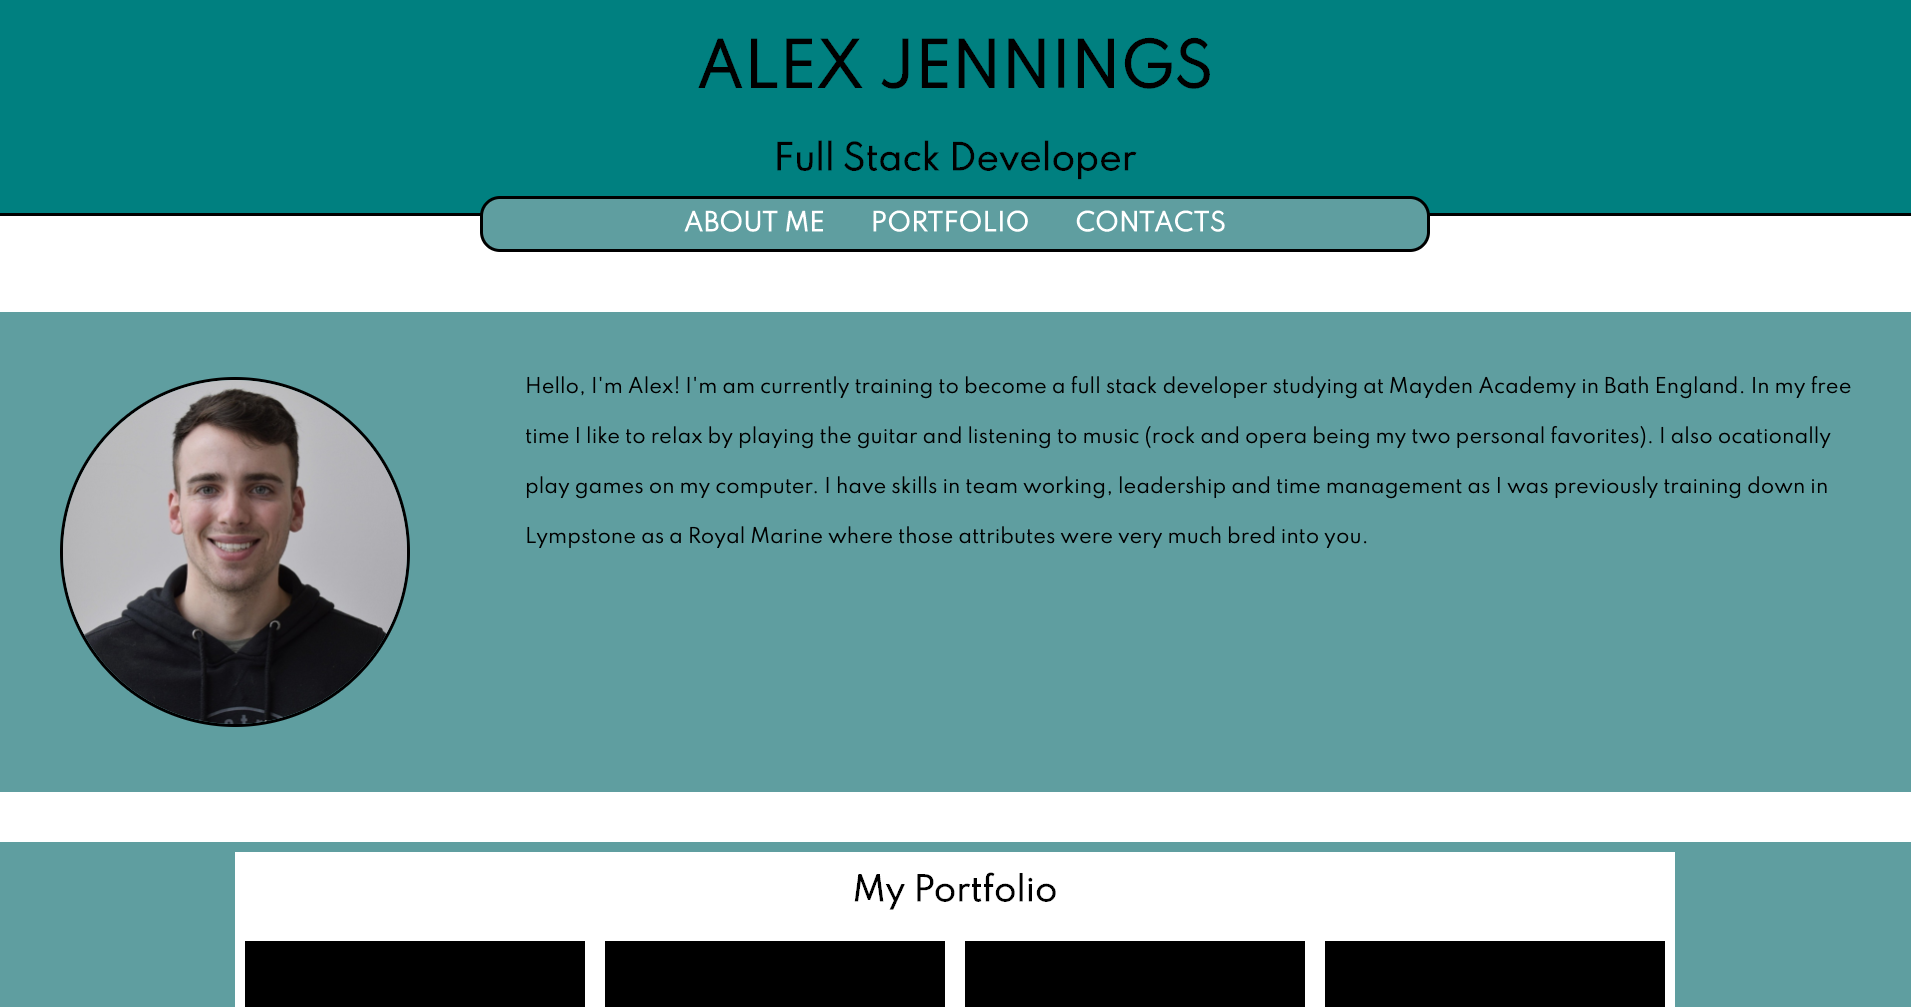 ALEX JENNINGS
Full Stack Developer
ABOUT ME PORTFOLIO CONTACTS
Hello, I'm Alex! I'm am currently training to become a full stack developer studying at Mayden Academy in Bath England. In my free
time I like to relax by playing the guitar and listening to music (rock and opera being my two personal favorites). I also ocationally
play games on my computer. I have skills in team working, leadership and time management as I was previously training down in
Lympstone as a Royal Marine where those attributes were very much bred into you.
My Portfolio